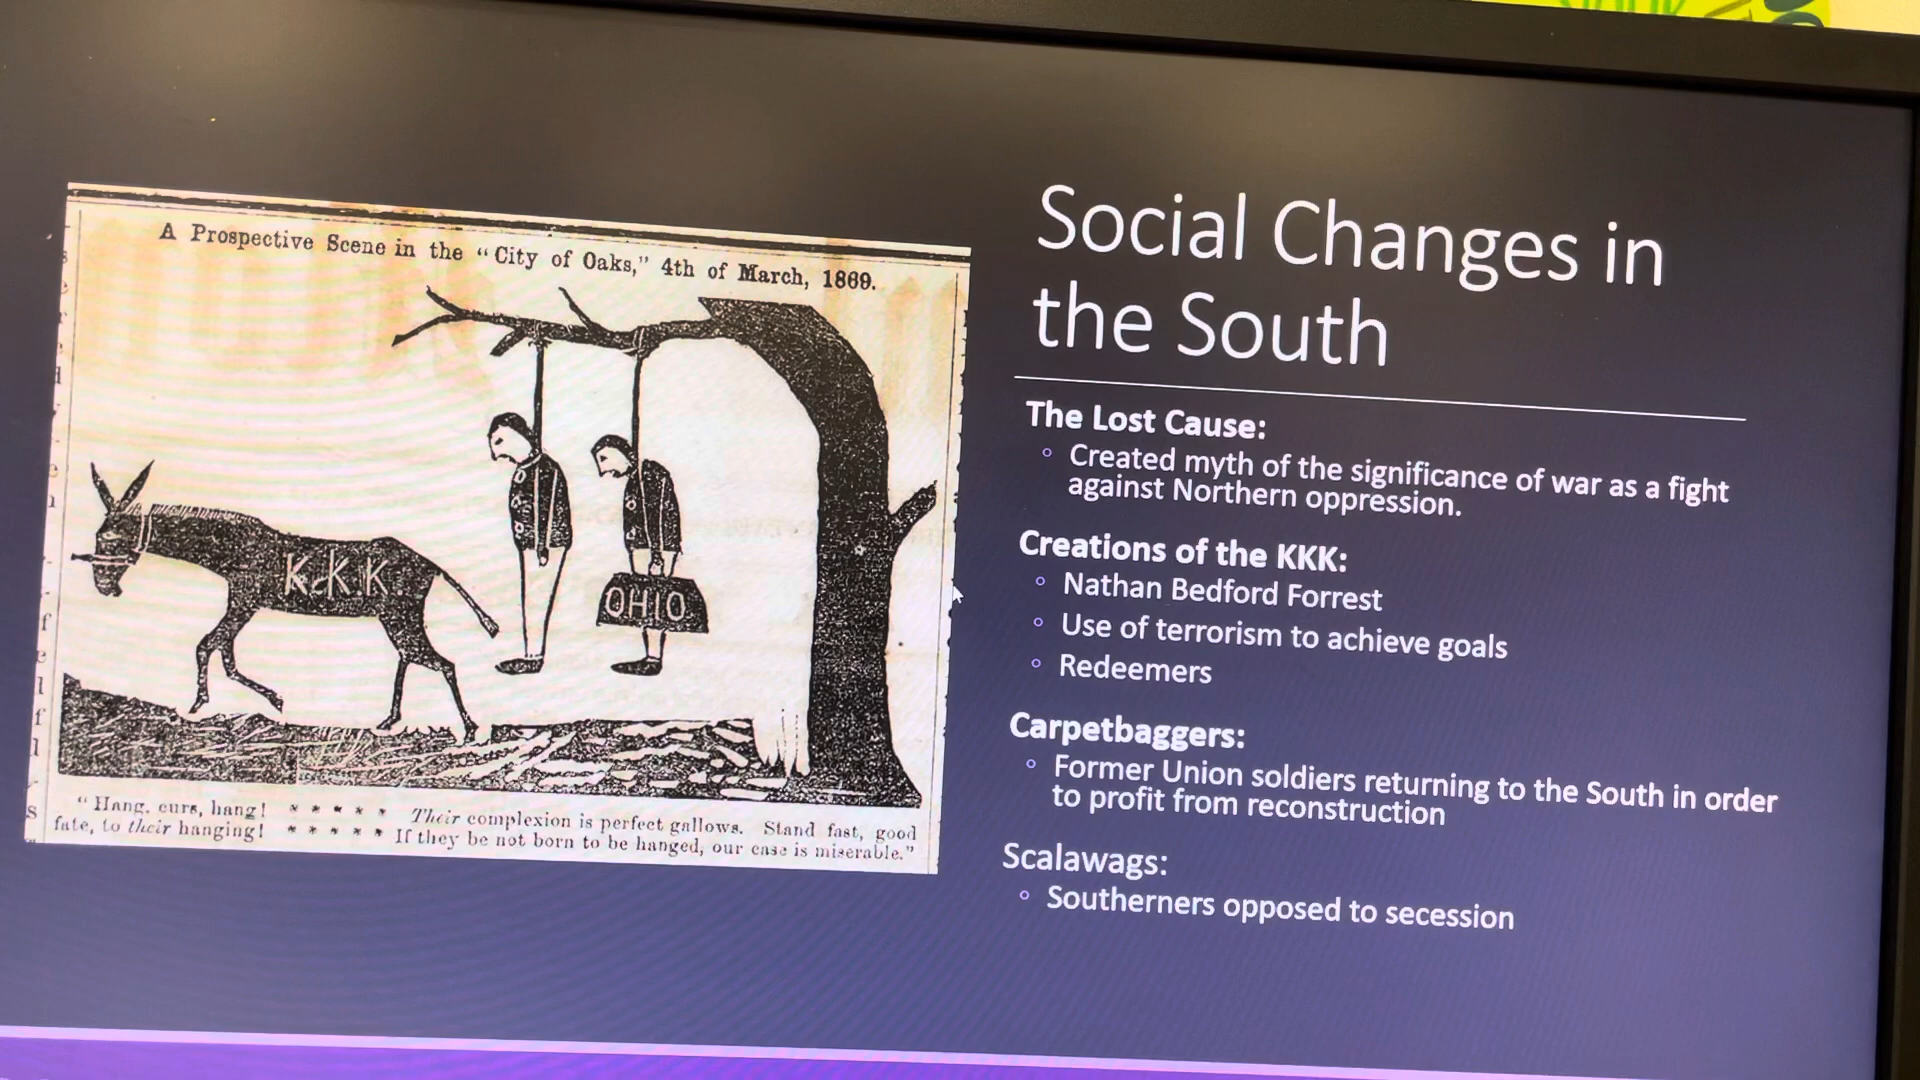 A Prospective Scene in the "City of Oaks," 4th of March, 1869.
K.K.K.
OHIO
"Hang, curs, hang! * * * * * Their complexion is perfect gallows. Stand fast, good
fate, to their hanging! * * * * * If they be not born to be hanged, our case is miserable."
Social Changes in
the South
The Lost Cause:
Created myth of the significance of war as a fight
against Northern oppression.
Creations of the KKK:
Nathan Bedford Forrest
Use of terrorism to achieve goals
Redeemers
Carpetbaggers:
Former Union soldiers returning to the South in order
to profit from reconstruction
Scalawags:
Southerners opposed to secession